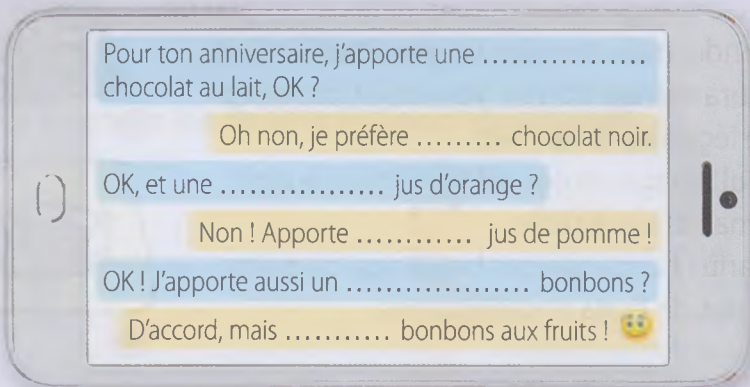 Pour ton anniversaire, j'apporte une ..................
chocolat au lait, OK ?
Oh non, je préfère ......... chocolat noir.
OK, et une .................. jus d'orange ?
Non ! Apporte ............ jus de pomme !
OK ! J'apporte aussi un ................... bonbons ?
D'accord, mais ........... bonbons aux fruits !